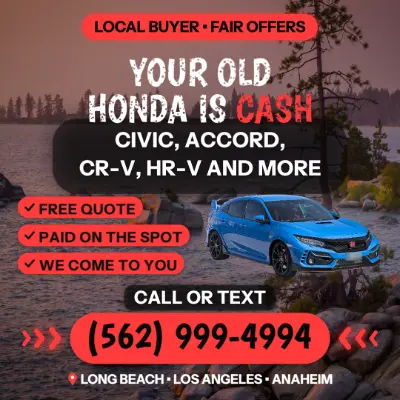 LOCAL BUYER • FAIR OFFERS
YOUR OLD
HONDA IS CASH
CIVIC, ACCORD,
CR-V, HR-V AND MORE
FREE QUOTE
PAID ON THE SPOT
WE COME TO YOU
CALL OR TEXT
(562) 999-4994
LONG BEACH • LOS ANGELES • ANAHEIM